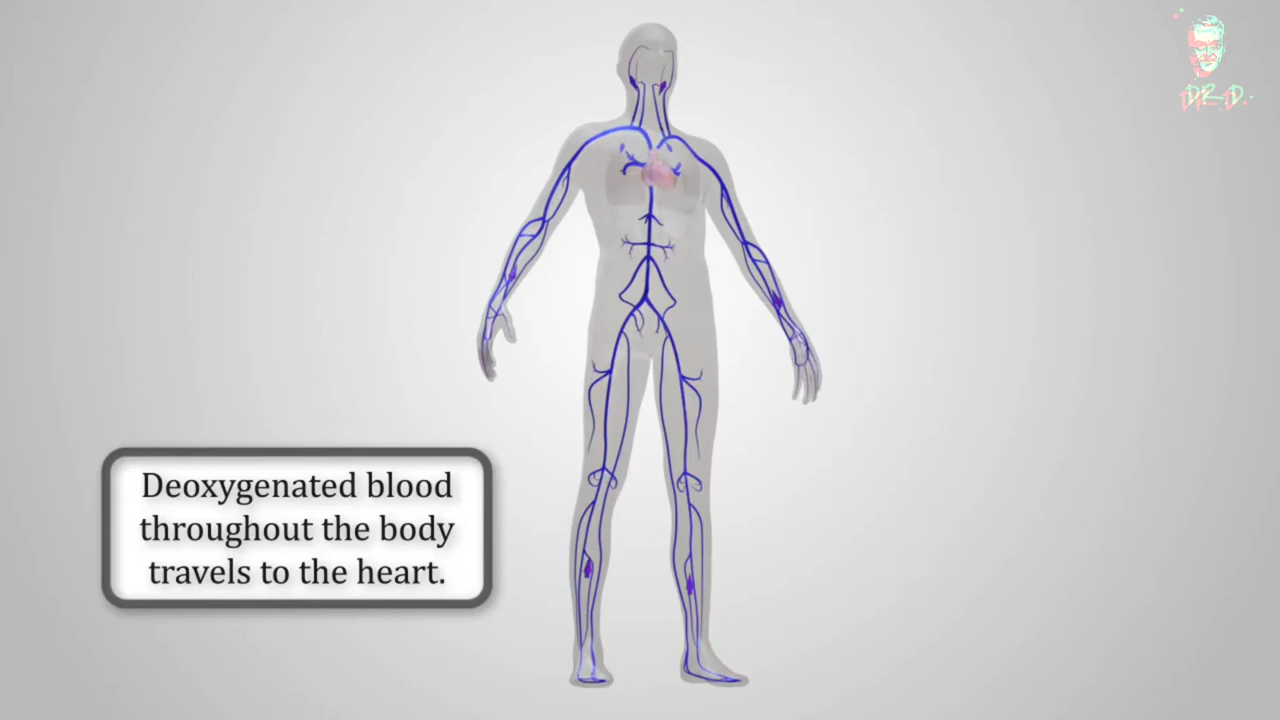 DR. D.
Deoxygenated blood
throughout the body
travels to the heart.